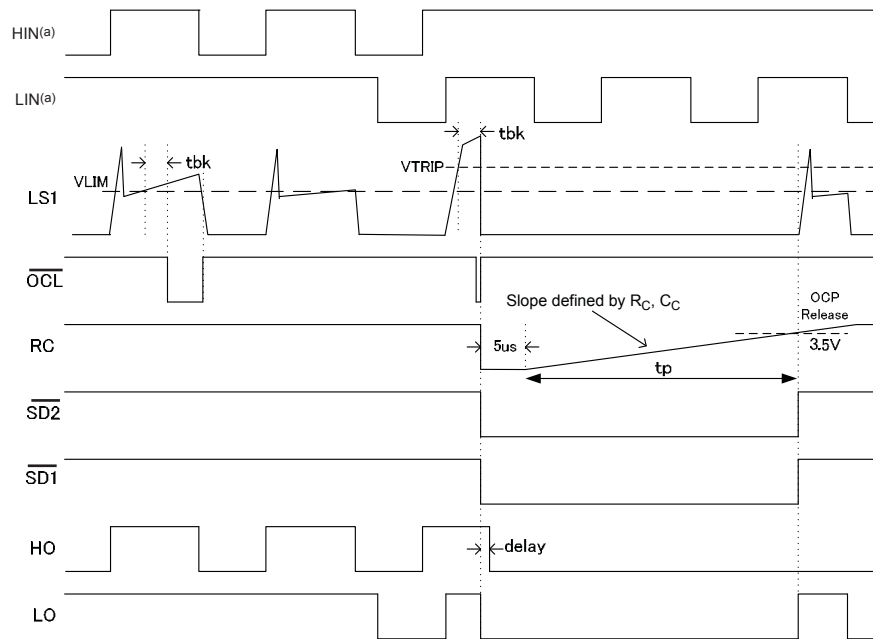 HIN(a)
LIN(a)
tbk
tbk
VTRIP
VLIM
LS1
OCL
Slope defined by RC, CC
OCP
Release
RC
5us
3.5V
tp
SD2
SD1
HO
delay
LO